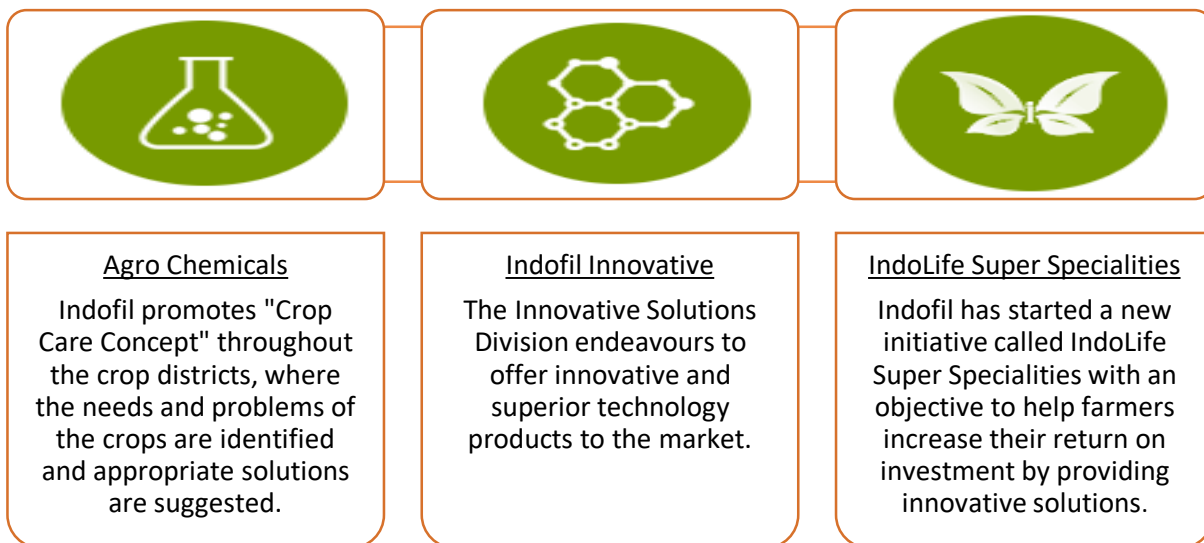 Agro Chemicals
Indofil promotes "Crop
Care Concept" throughout
the crop districts, where
the needs and problems of
the crops are identified
and appropriate solutions
are suggested.
Indofil Innovative
The Innovative Solutions
Division endeavours to
offer innovative and
superior technology
products to the market.
IndoLife Super Specialities
Indofil has started a new
initiative called IndoLife
Super Specialities with an
objective to help farmers
increase their return on
investment by providing
innovative solutions.